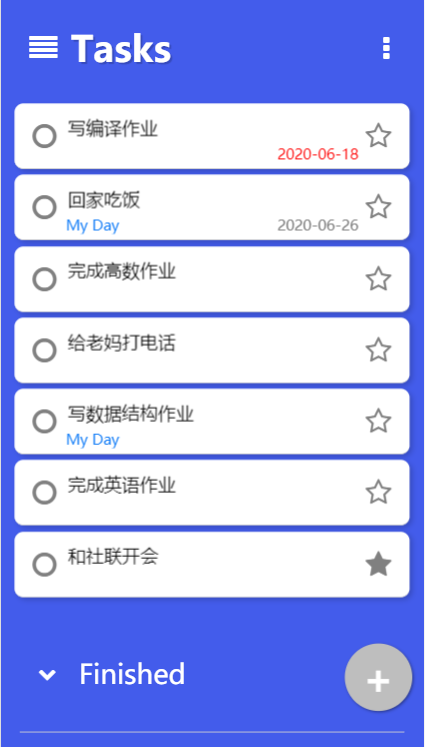 Tasks
写编译作业
2020-06-18
回家吃饭
My Day
2020-06-26
完成高数作业
给老妈打电话
写数据结构作业
My Day
完成英语作业
和社联开会
Finished
+